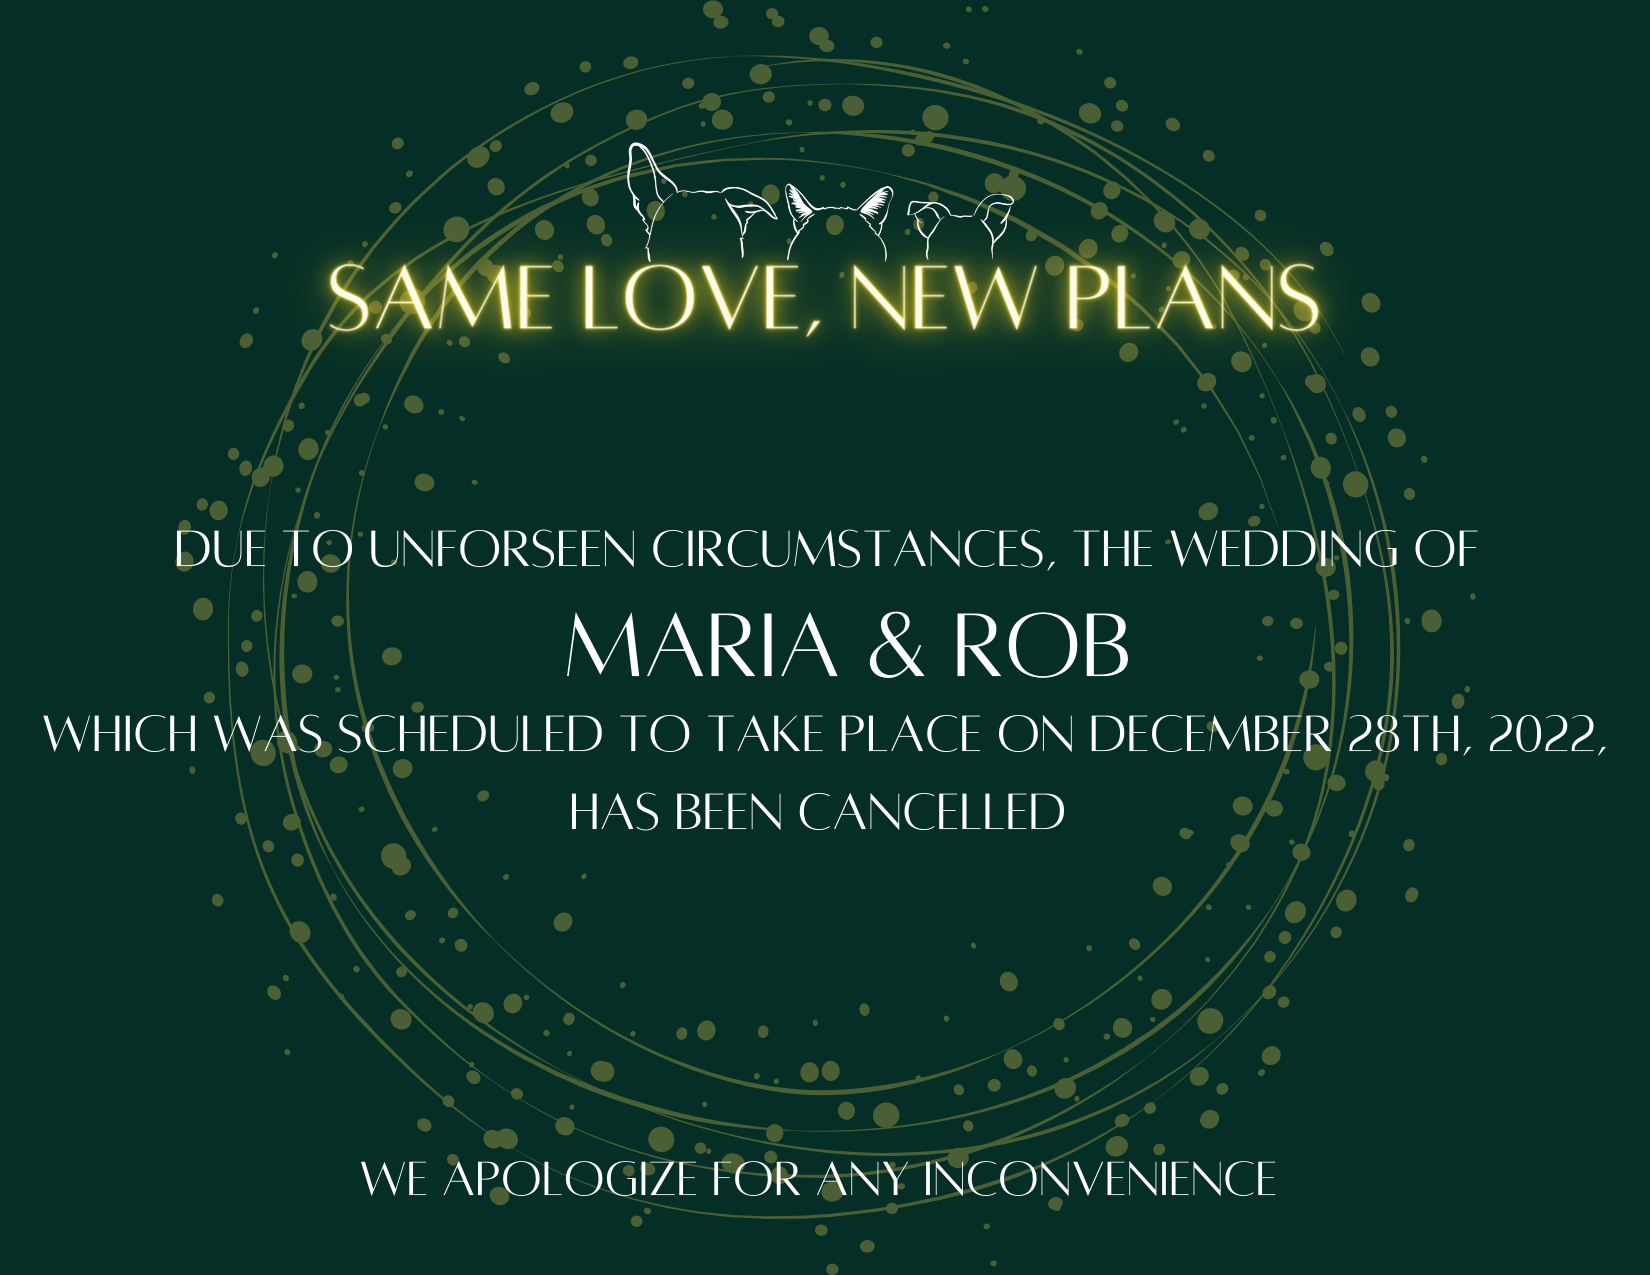 SAME LOVE, NEW PLANS
DUE TO UNFORSEEN CIRCUMSTANCES, THE WEDDING OF
MARIA & ROB
WHICH WAS SCHEDULED TO TAKE PLACE ON DECEMBER 28TH, 2022,
HAS BEEN CANCELLED
WE APOLOGIZE FOR ANY INCONVENIENCE